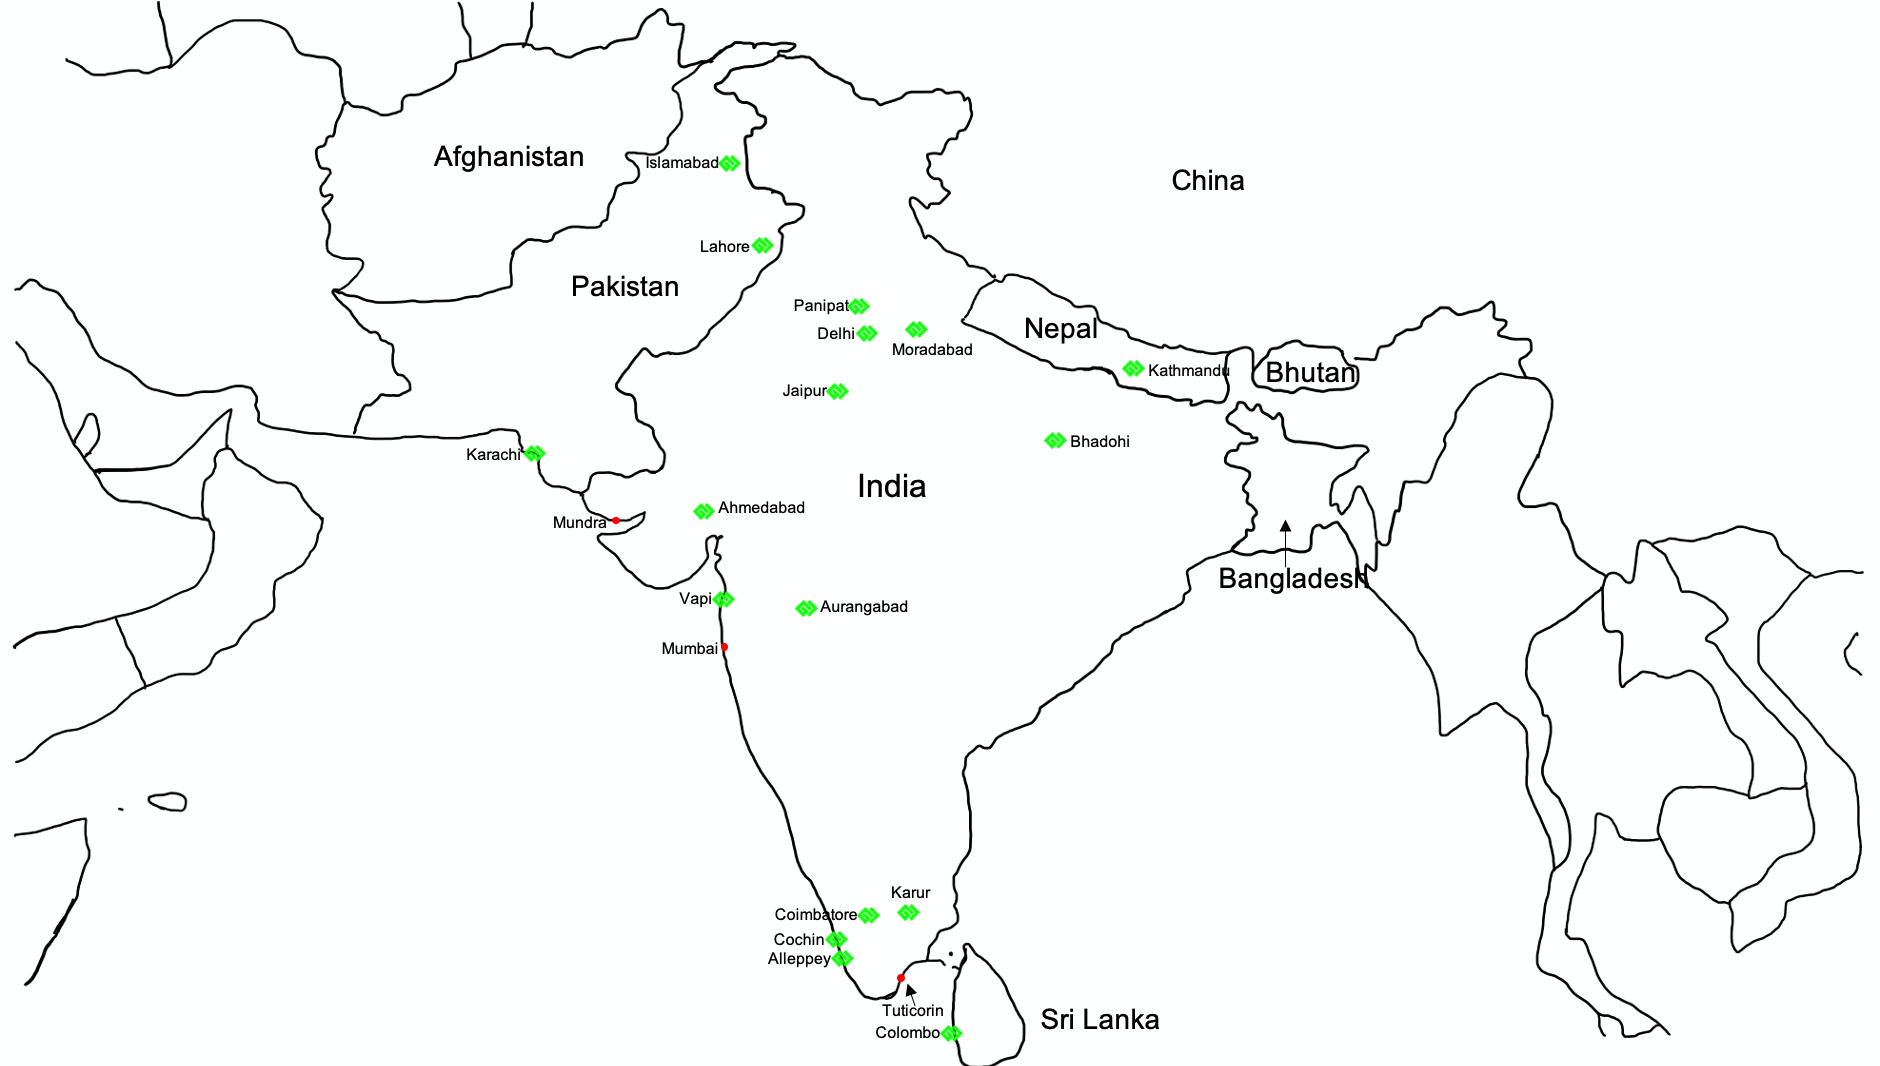 Afghanistan
Islamabad
China
Lahore
Pakistan
Panipat
Delhi
Moradabad
Nepal
Kathmandu
Bhutan
Jaipur
Bhadohi
Karachi
India
Ahmedabad
Mundra
Bangladesh
Vapi
Aurangabad
Mumbai
Karur
Coimbatore
Cochin
Alleppey
Tuticorin
Sri Lanka
Colombo